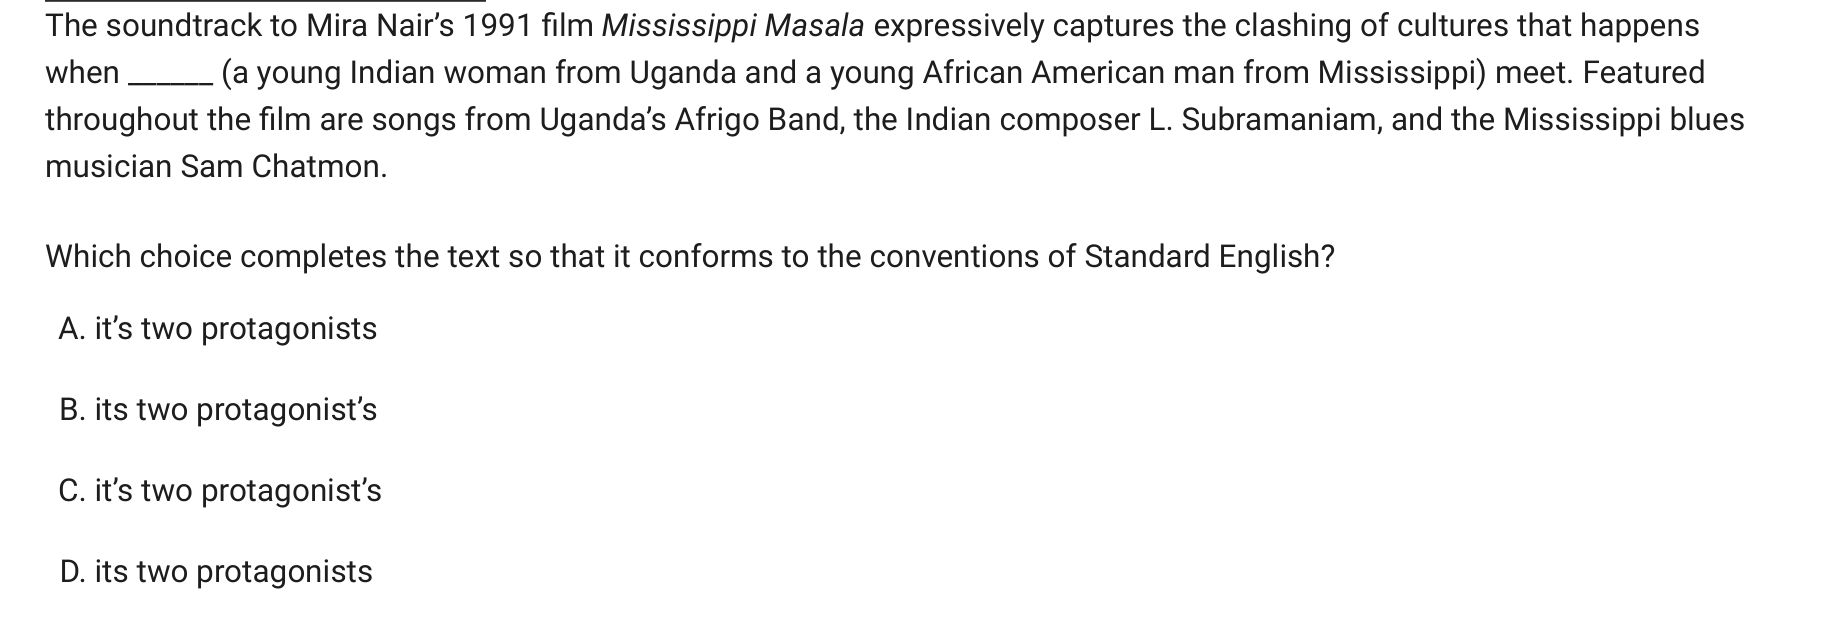 The soundtrack to Mira Nair’s 1991 film Mississippi Masala expressively captures the clashing of cultures that happens
when ______ (a young Indian woman from Uganda and a young African American man from Mississippi) meet. Featured
throughout the film are songs from Uganda’s Afrigo Band, the Indian composer L. Subramaniam, and the Mississippi blues
musician Sam Chatmon.
Which choice completes the text so that it conforms to the conventions of Standard English?
A. it’s two protagonists
B. its two protagonist’s
C. it’s two protagonist’s
D. its two protagonists